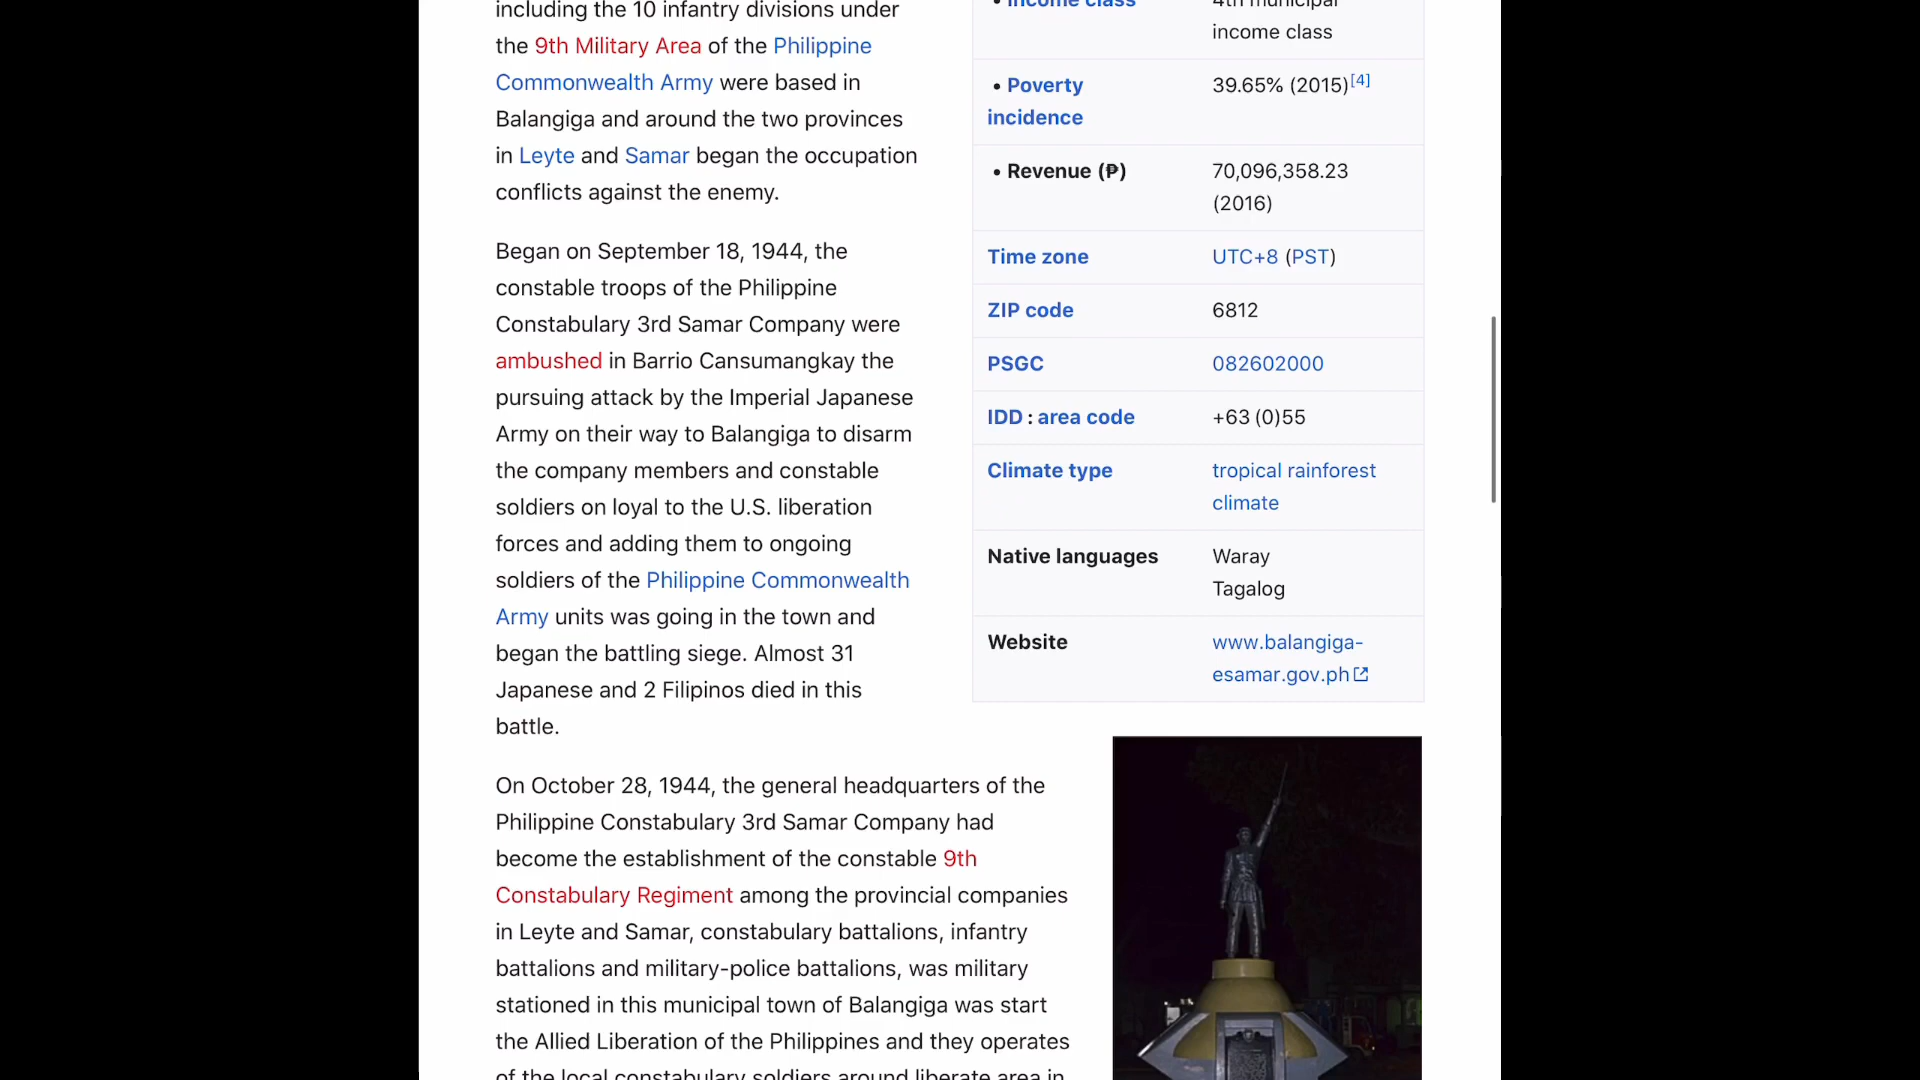 including the 10 infantry divisions under
the 9th Military Area of the Philippine
Commonwealth Army were based in
Balangiga and around the two provinces
in Leyte and Samar began the occupation
conflicts against the enemy.
Began on September 18, 1944, the
constable troops of the Philippine
Constabulary 3rd Samar Company were
ambushed in Barrio Cansumangkay the
pursuing attack by the Imperial Japanese
Army on their way to Balangiga to disarm
the company members and constable
soldiers on loyal to the U.S. liberation
forces and adding them to ongoing
soldiers of the Philippine Commonwealth
Army units was going in the town and
began the battling siege. Almost 31
Japanese and 2 Filipinos died in this
battle.
On October 28, 1944, the general headquarters of the
Philippine Constabulary 3rd Samar Company had
become the establishment of the constable 9th
Constabulary Regiment among the provincial companies
in Leyte and Samar, constabulary battalions, infantry
battalions and military-police battalions, was military
stationed in this municipal town of Balangiga was start
the Allied Liberation of the Philippines and they operates
of the local constabulary soldiers around liberate area in
• Income class 4th municipal
income class
• Poverty 39.65% (2015)[4]
incidence
• Revenue (₱) 70,096,358.23
(2016)
Time zone UTC+8 (PST)
ZIP code 6812
PSGC 082602000
IDD : area code +63 (0)55
Climate type tropical rainforest
climate
Native languages Waray
Tagalog
Website www.balangiga-
esamar.gov.ph